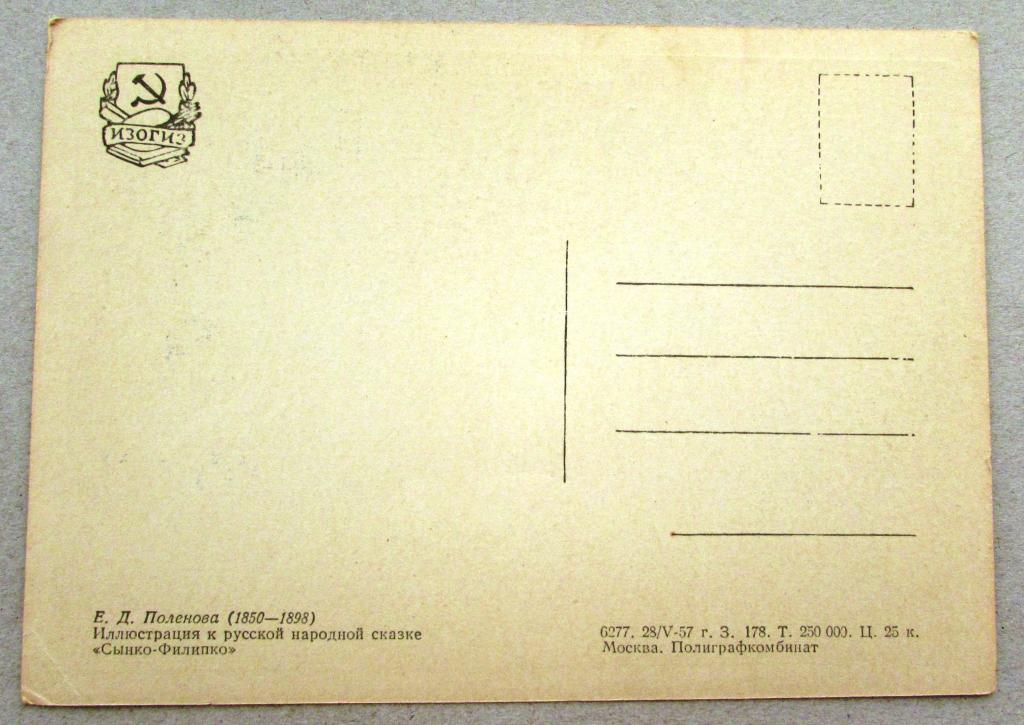 ИЗОГИЗ
Е. Д. Поленова (1850—1898)
Иллюстрация к русской народной сказке
«Сынко-Филипко»
6277. 28/V-57 г. З. 178. Т. 250 000. Ц. 25 к.
Москва. Полиграфкомбинат